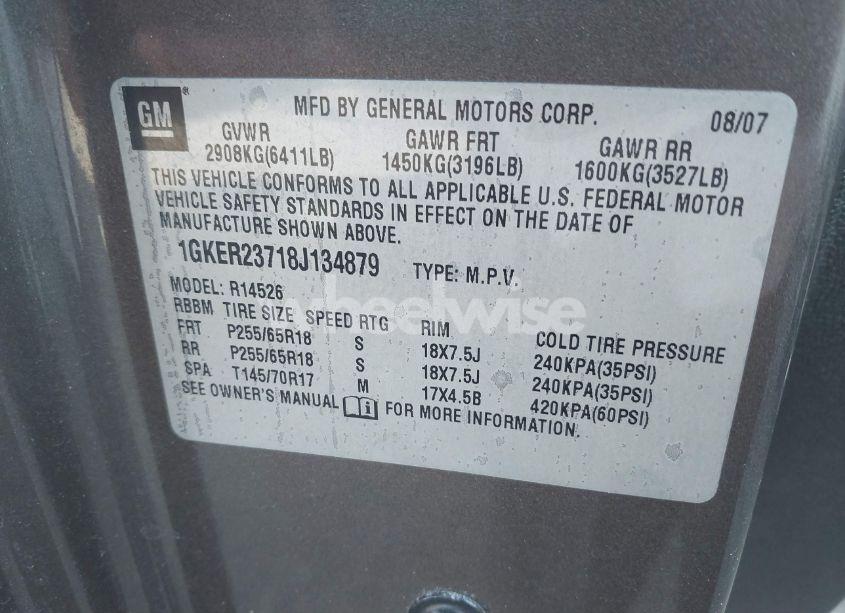 GM ®
MFD BY GENERAL MOTORS CORP. 08/07
GVWR GAWR FRT GAWR RR
2908KG(6411LB) 1450KG(3196LB) 1600KG(3527LB)
THIS VEHICLE CONFORMS TO ALL APPLICABLE U.S. FEDERAL MOTOR
VEHICLE SAFETY STANDARDS IN EFFECT ON THE DATE OF
MANUFACTURE SHOWN ABOVE.
1GKER23718J134879 TYPE: M.P.V.
MODEL: R14526
RBBM TIRE SIZE SPEED RTG RIM COLD TIRE PRESSURE
FRT P255/65R18 S 18X7.5J 240KPA(35PSI)
RR P255/65R18 S 18X7.5J 240KPA(35PSI)
SPA T145/70R17 M 17X4.5B 420KPA(60PSI)
SEE OWNER'S MANUAL FOR MORE INFORMATION.
wheelwise